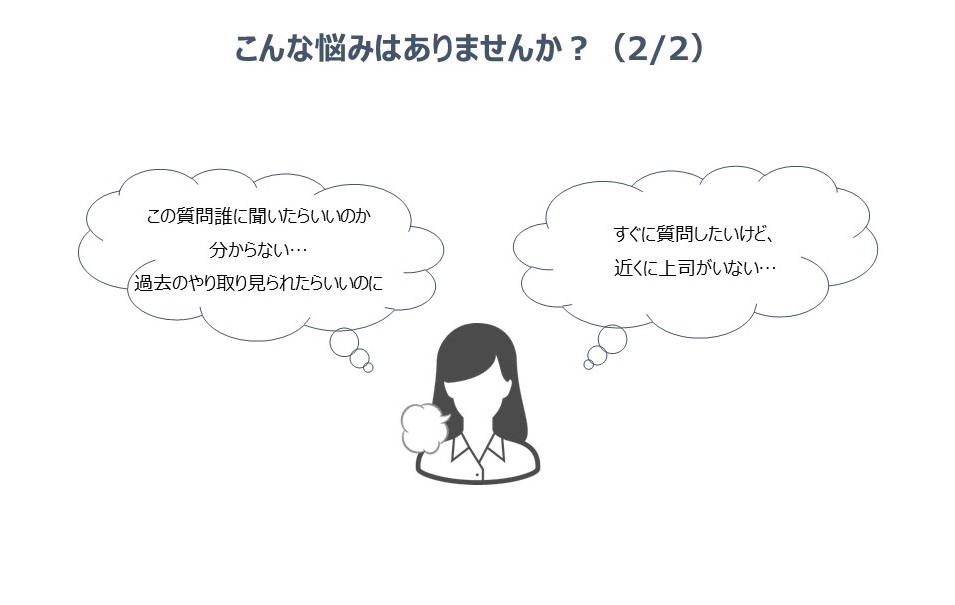 こんな悩みはありませんか？（2/2）
この質問誰に聞いたらいいのか
分からない…
過去のやり取り見られたらいいのに
すぐに質問したいけど、
近くに上司がいない…